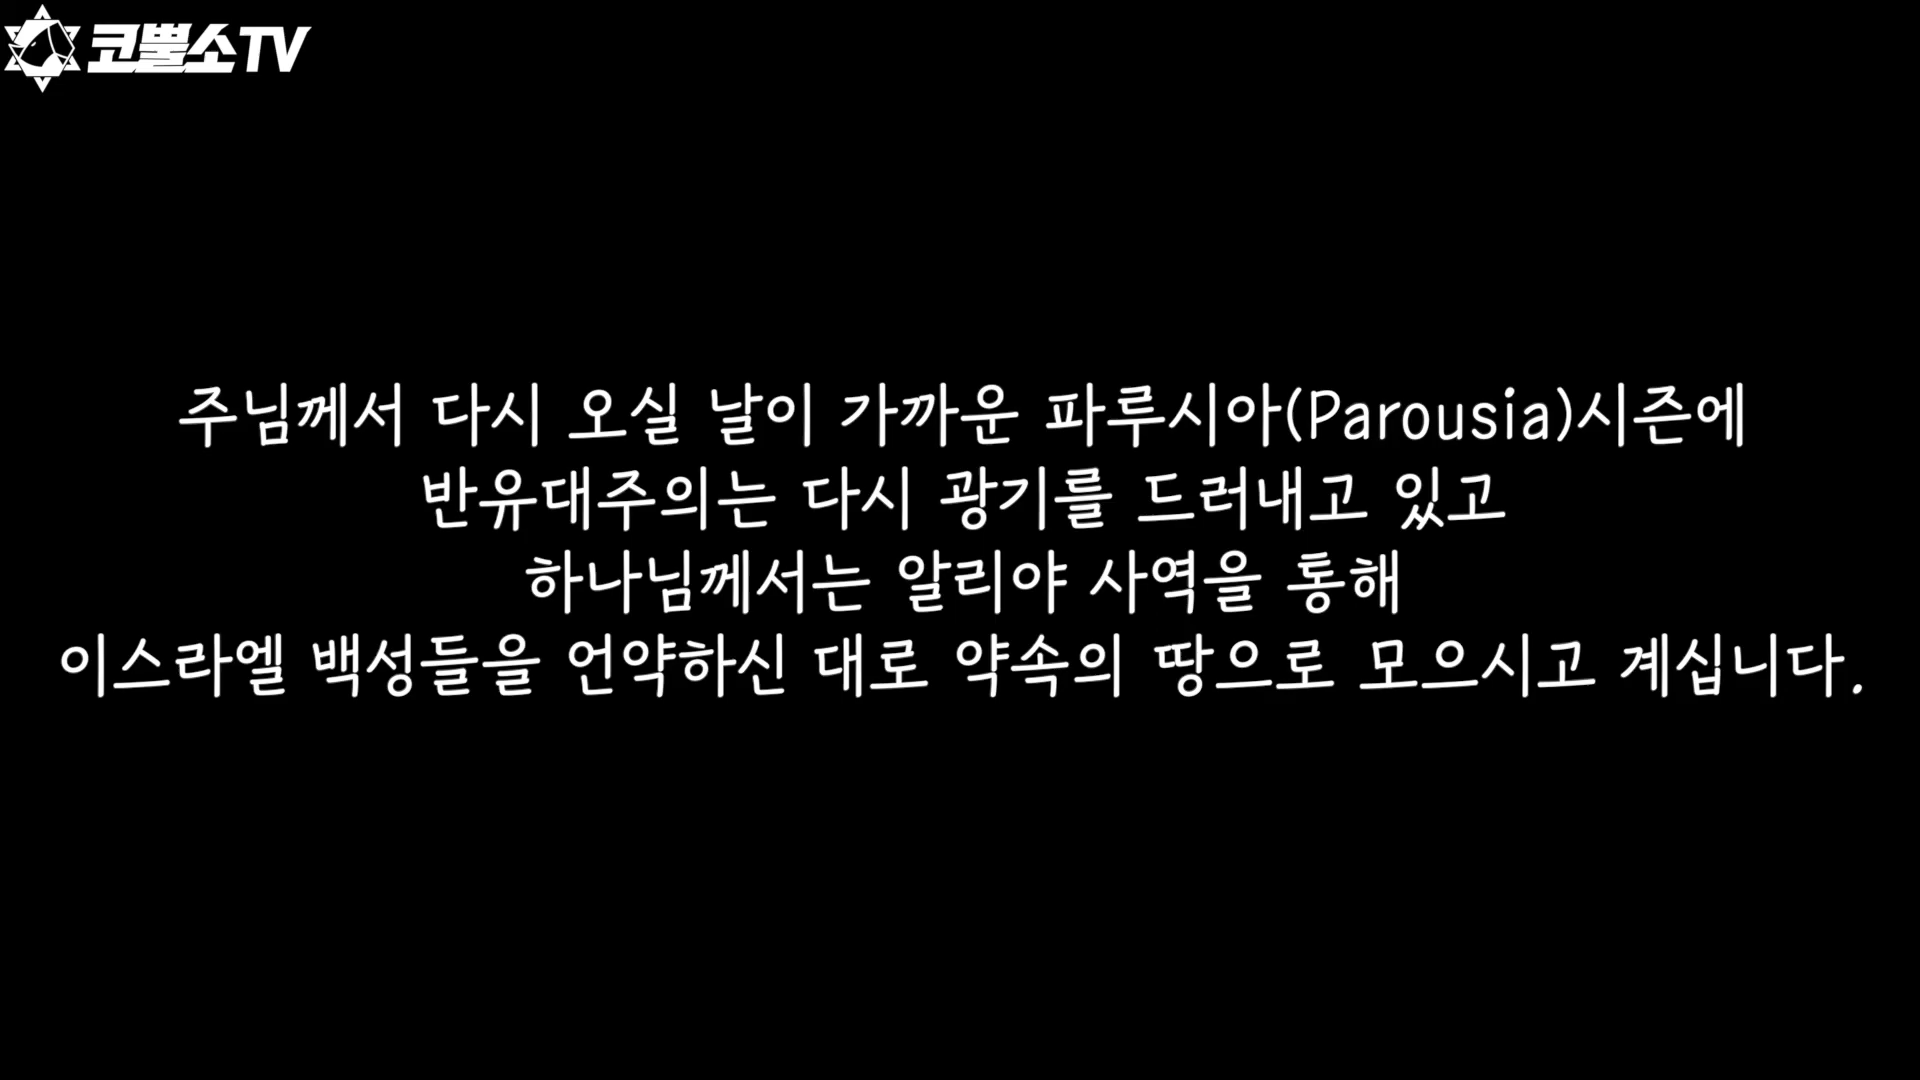 코뿔소TV
주님께서 다시 오실 날이 가까운 파루시아(Parousia)시즌에
반유대주의는 다시 광기를 드러내고 있고
하나님께서는 알리야 사역을 통해
이스라엘 백성들을 언약하신 대로 약속의 땅으로 모으시고 계십니다.